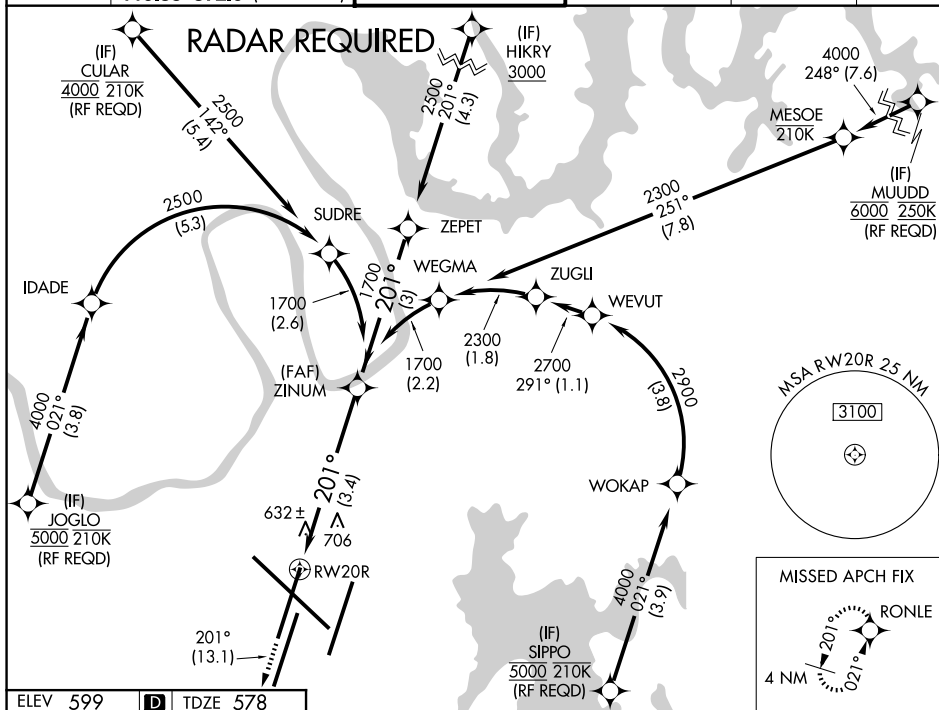 RADAR REQUIRED
(IF)
CULAR
4000 210K
(RF REQD)
2500
142°
(5.4)
(IF)
HIKRY
3000
2500
201°
(4.3)
4000
248° (7.6)
MESOE
210K
(IF)
MUUDD
6000 250K
(RF REQD)
2300
251°
(7.8)
2500
(5.3)
SUDRE
ZEPET
IDADE
WEGMA
ZUGLI
WEVUT
1700
201°
(3)
1700
(2.6)
1700
(2.2)
2300
(1.8)
2700
291° (1.1)
2900
(3.8)
(FAF)
ZINUM
MSA RW20R 25 NM
3100
4000
021°
(3.8)
(IF)
JOGLO
5000 210K
(RF REQD)
201°
(3.4)
632±
706
WOKAP
RW20R
4000
021°
(3.9)
(IF)
SIPPO
5000 210K
(RF REQD)
201°
(13.1)
MISSED APCH FIX
RONLE
201°
021°
4 NM
ELEV 599 D TDZE 578